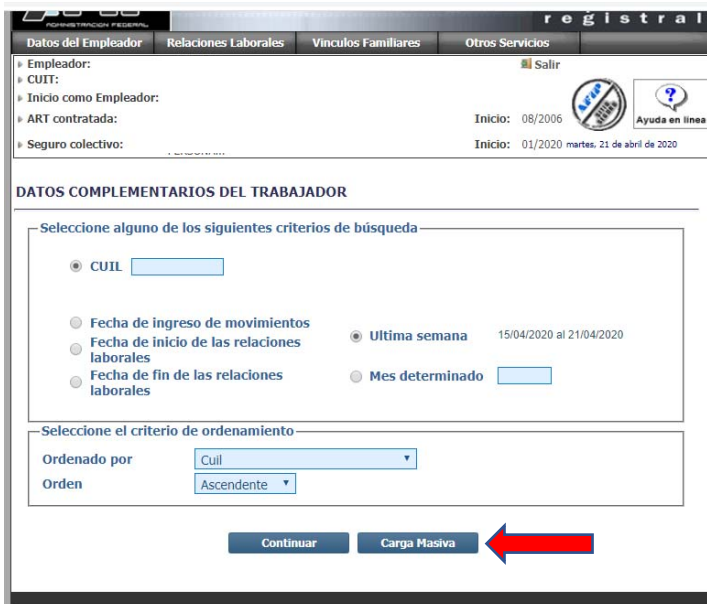 ADMINISTRACION FEDERAL
registral
Datos del Empleador Relaciones Laborales Vinculos Familiares Otros Servicios
Empleador: Salir
CUIT:
Inicio como Empleador:
ART contratada: Inicio: 08/2006
AFIP
?
Ayuda en linea
Seguro colectivo: Inicio: 01/2020 martes, 21 de abril de 2020
DATOS COMPLEMENTARIOS DEL TRABAJADOR
Seleccione alguno de los siguientes criterios de búsqueda
CUIL
Fecha de ingreso de movimientos
Fecha de inicio de las relaciones
laborales
Fecha de fin de las relaciones
laborales
Ultima semana 15/04/2020 al 21/04/2020
Mes determinado
Seleccione el criterio de ordenamiento
Ordenado por Cuil
Orden Ascendente
Continuar Carga Masiva